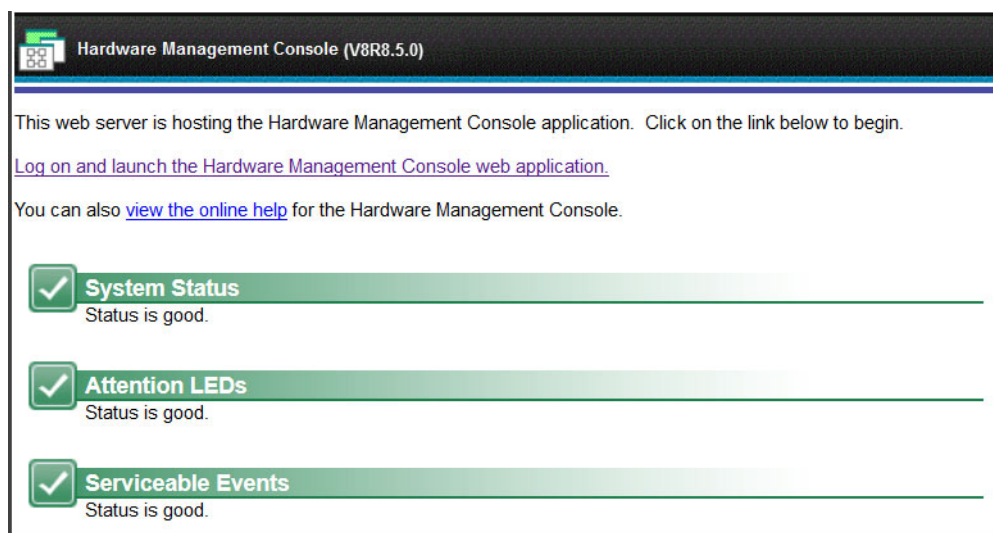 Hardware Management Console (V8R8.5.0)
This web server is hosting the Hardware Management Console application. Click on the link below to begin.
Log on and launch the Hardware Management Console web application.
You can also view the online help for the Hardware Management Console.
System Status
Status is good.
Attention LEDs
Status is good.
Serviceable Events
Status is good.